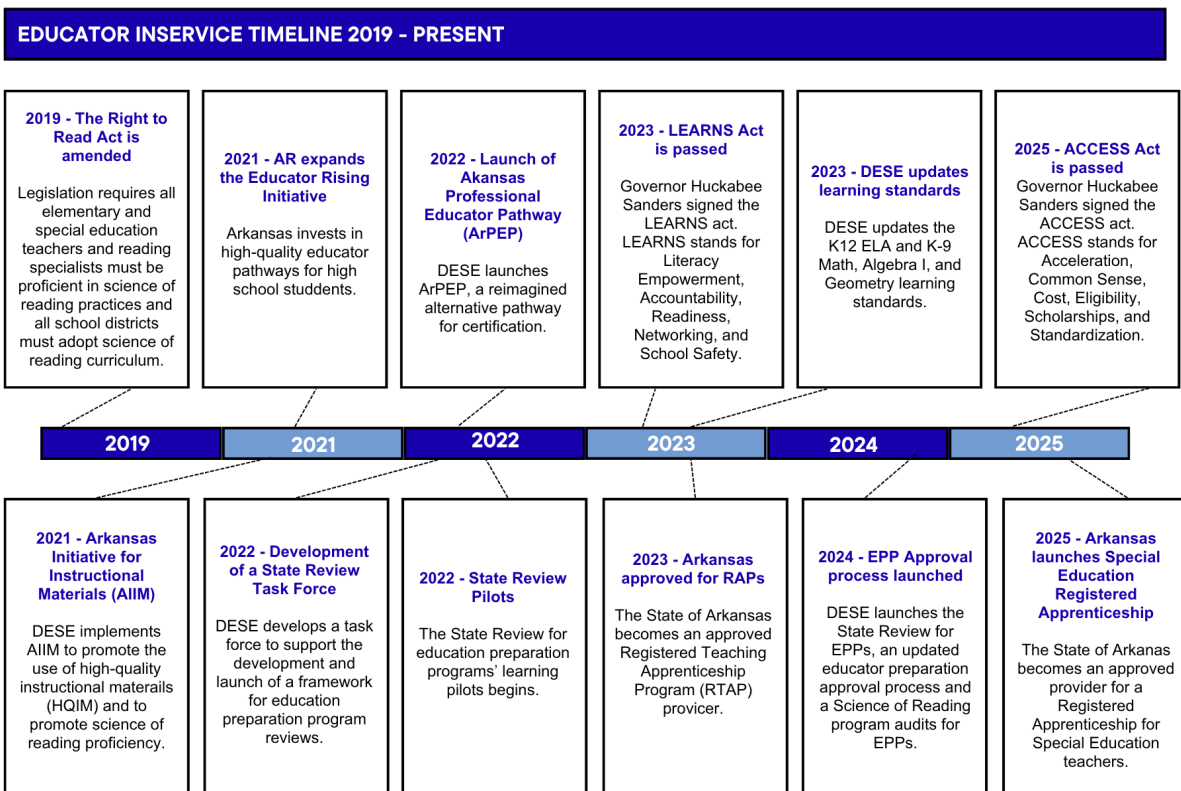 EDUCATOR INSERVICE TIMELINE 2019 - PRESENT
2019 - The Right to
Read Act is
amended
Legislation requires all
elementary and
special education
teachers and reading
specialists must be
proficient in science of
reading practices and
all school districts
must adopt science of
reading curriculum.
2021 - AR expands
the Educator Rising
Initiative
Arkansas invests in
high-quality educator
pathways for high
school studdents.
2022 - Launch of
Akansas
Professional
Educator Pathway
(ArPEP)
DESE launches
ArPEP, a reimagined
alternative pathway
for certification.
2023 - LEARNS Act
is passed
Governor Huckabee
Sanders signed the
LEARNS act.
LEARNS stands for
Literacy
Empowerment,
Accountability,
Readiness,
Networking, and
School Safety.
2023 - DESE updates
learning standards
DESE updates the
K12 ELA and K-9
Math, Algebra I, and
Geometry learning
standards.
2025 - ACCESS Act
is passed
Governor Huckabee
Sanders signed the
ACCESS act.
ACCESS stands for
Acceleration,
Common Sense,
Cost, Eligibility,
Scholarships, and
Standardization.
2019
2021
2022
2023
2024
2025
2021 - Arkansas
Initiative for
Instructional
Materials (AIIM)
DESE implements
AIIM to promote the
use of high-quality
instructional materails
(HQIM) and to
promote science of
reading proficiency.
2022 - Development
of a State Review
Task Force
DESE develops a task
force to support the
development and
launch of a framework
for education
preparation program
reviews.
2022 - State Review
Pilots
The State Review for
education preparation
programs’ learning
pilots begins.
2023 - Arkansas
approved for RAPs
The State of Arkansas
becomes an approved
Registered Teaching
Apprenticeship
Program (RTAP)
provicer.
2024 - EPP Approval
process launched
DESE launches the
State Review for
EPPs, an updated
educator preparation
approval process and
a Science of Reading
program audits for
EPPs.
2025 - Arkansas
launches Special
Education
Registered
Apprenticeship
The State of Arkanas
becomes an approved
provider for a
Registered
Apprenticeship for
Special Education
teachers.